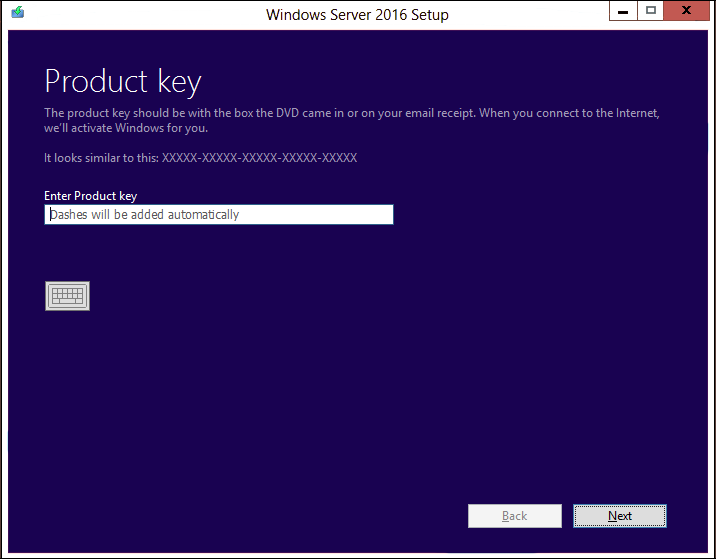 Windows Server 2016 Setup
Product key
The product key should be with the box the DVD came in or on your email receipt. When you connect to the Internet,
we'll activate Windows for you.
It looks similar to this: XXXXX-XXXXX-XXXXX-XXXXX-XXXXX
Enter Product key
Dashes will be added automatically
Back
Next